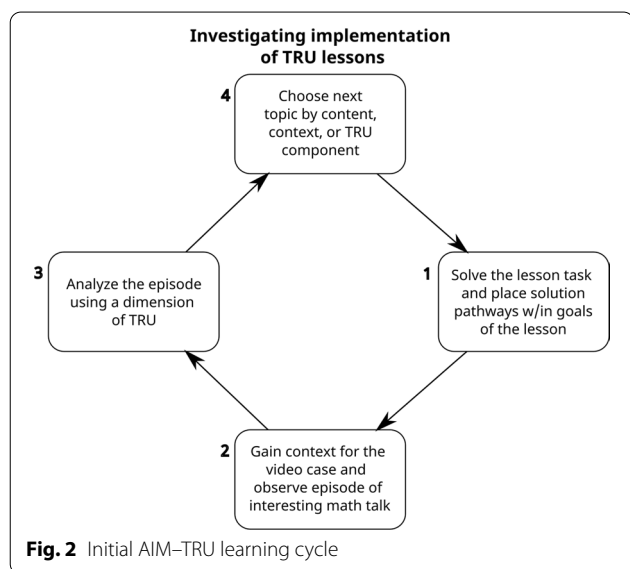 Investigating implementation
of TRU lessons
4
Choose next
topic by content,
context, or TRU
component
3
Analyze the episode
using a dimension
of TRU
1
Solve the lesson task
and place solution
pathways w/in goals
of the lesson
2
Gain context for the
video case and
observe episode of
interesting math talk
Fig. 2 Initial AIM–TRU learning cycle